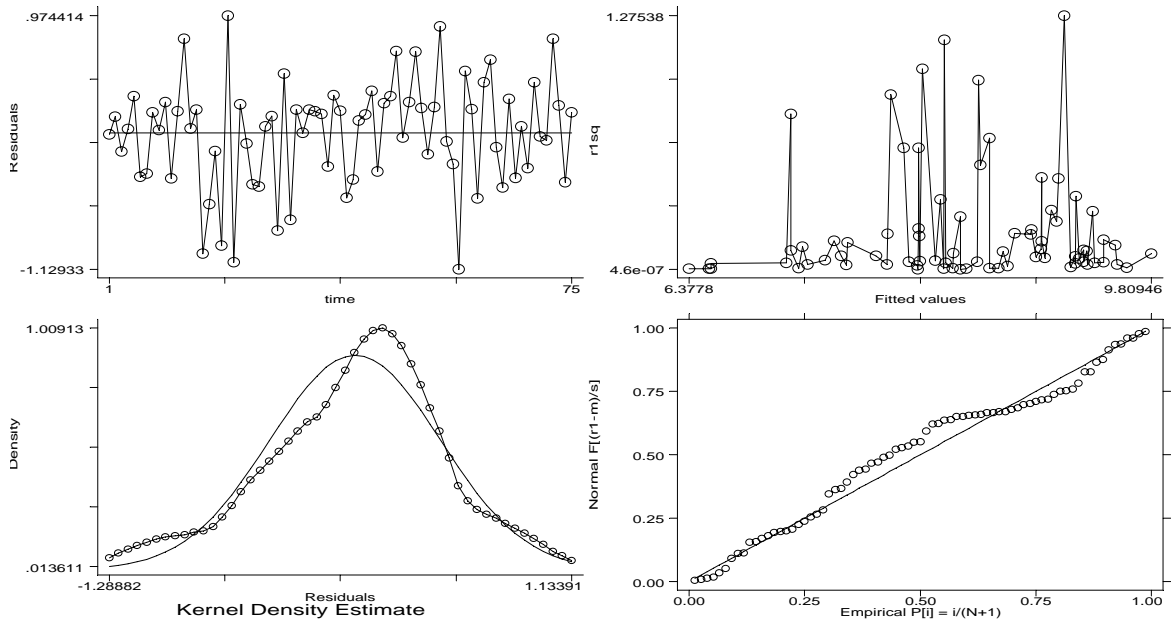 .974414
Residuals
-1.12933
1
75
time
1.27538
r1sq
4.6e-07
6.3778
9.80946
Fitted values
1.00913
Density
.013611
-1.28882
1.13391
Residuals
Kernel Density Estimate
1.00
0.75
0.50
0.25
0.00
Normal F[(r1-m)/s]
0.00
0.25
0.50
0.75
1.00
Empirical P[i] = i/(N+1)